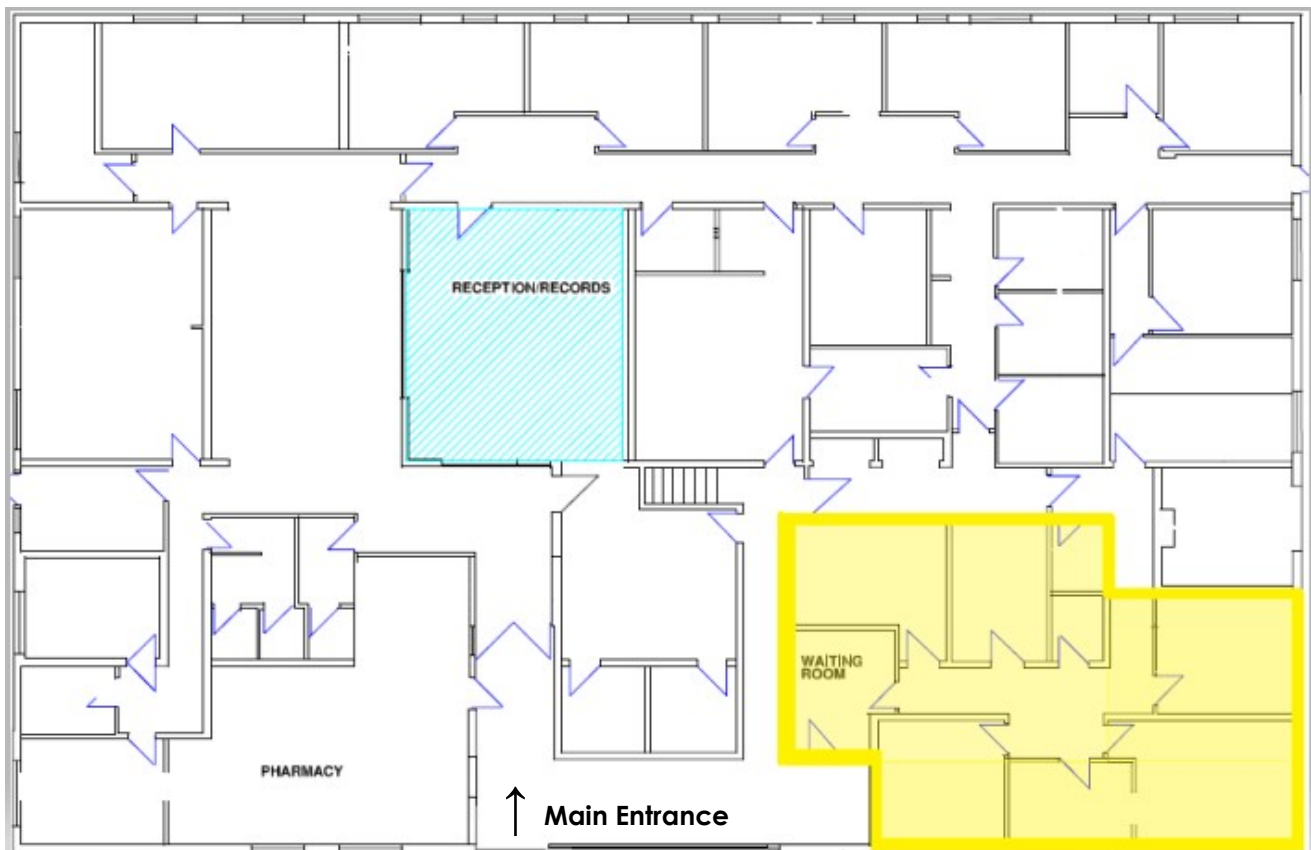 RECEPTION/RECORDS
WAITING
ROOM
PHARMACY
↑ Main Entrance